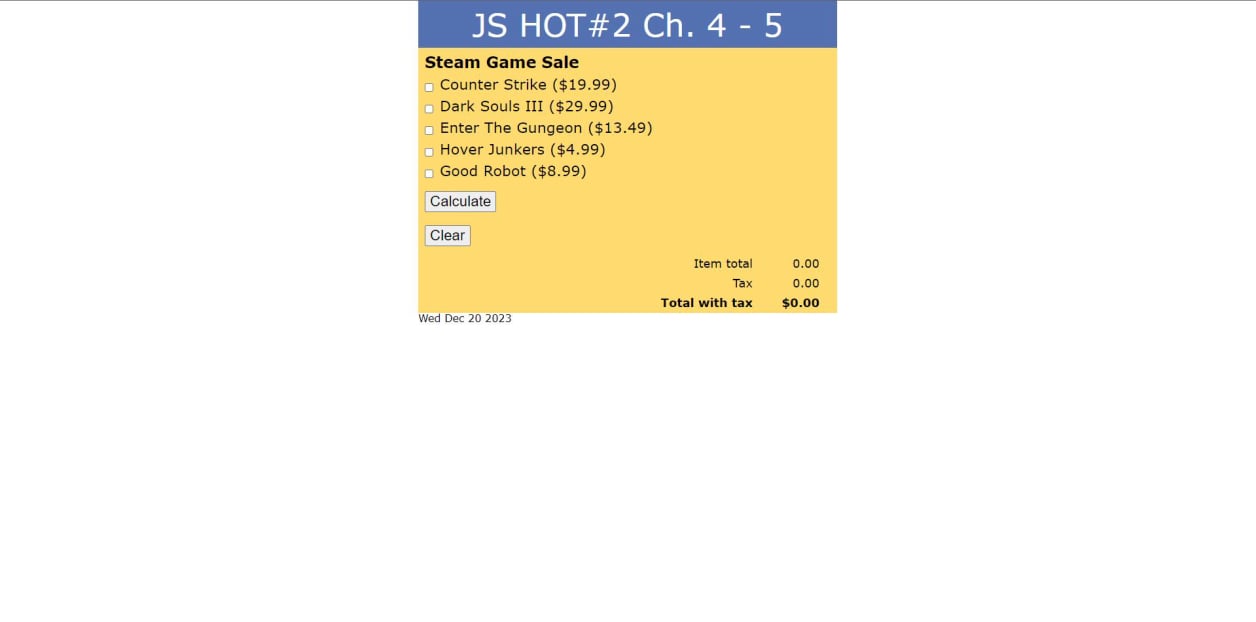 JS HOT#2 Ch. 4 - 5
Steam Game Sale
Counter Strike ($19.99)
Dark Souls III ($29.99)
Enter The Gungeon ($13.49)
Hover Junkers ($4.99)
Good Robot ($8.99)
Calculate
Clear
Item total 0.00
Tax 0.00
Total with tax $0.00
Wed Dec 20 2023